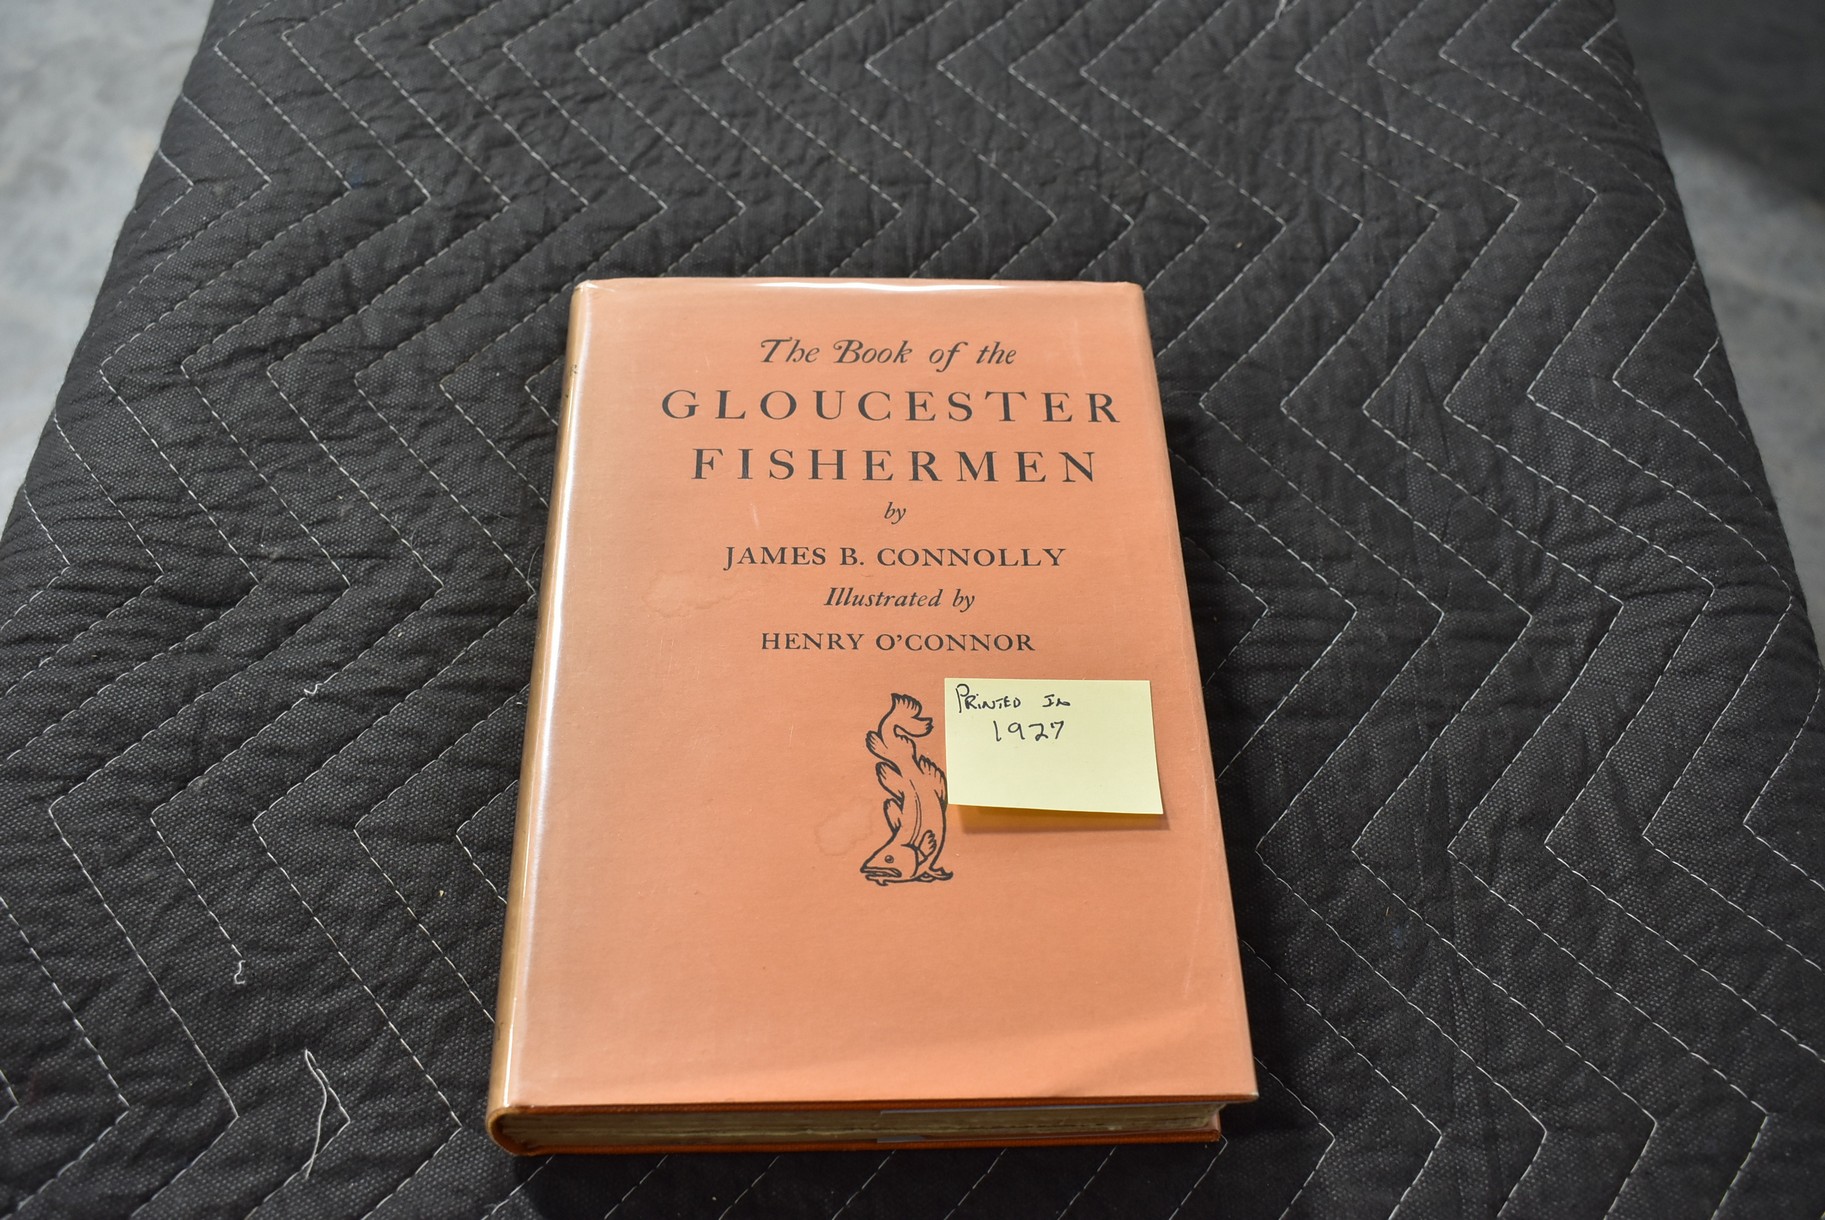 The Book of the
GLOUCESTER
FISHERMEN
by
JAMES B. CONNOLLY
Illustrated by
HENRY O'CONNOR
PRINTED IN
1927